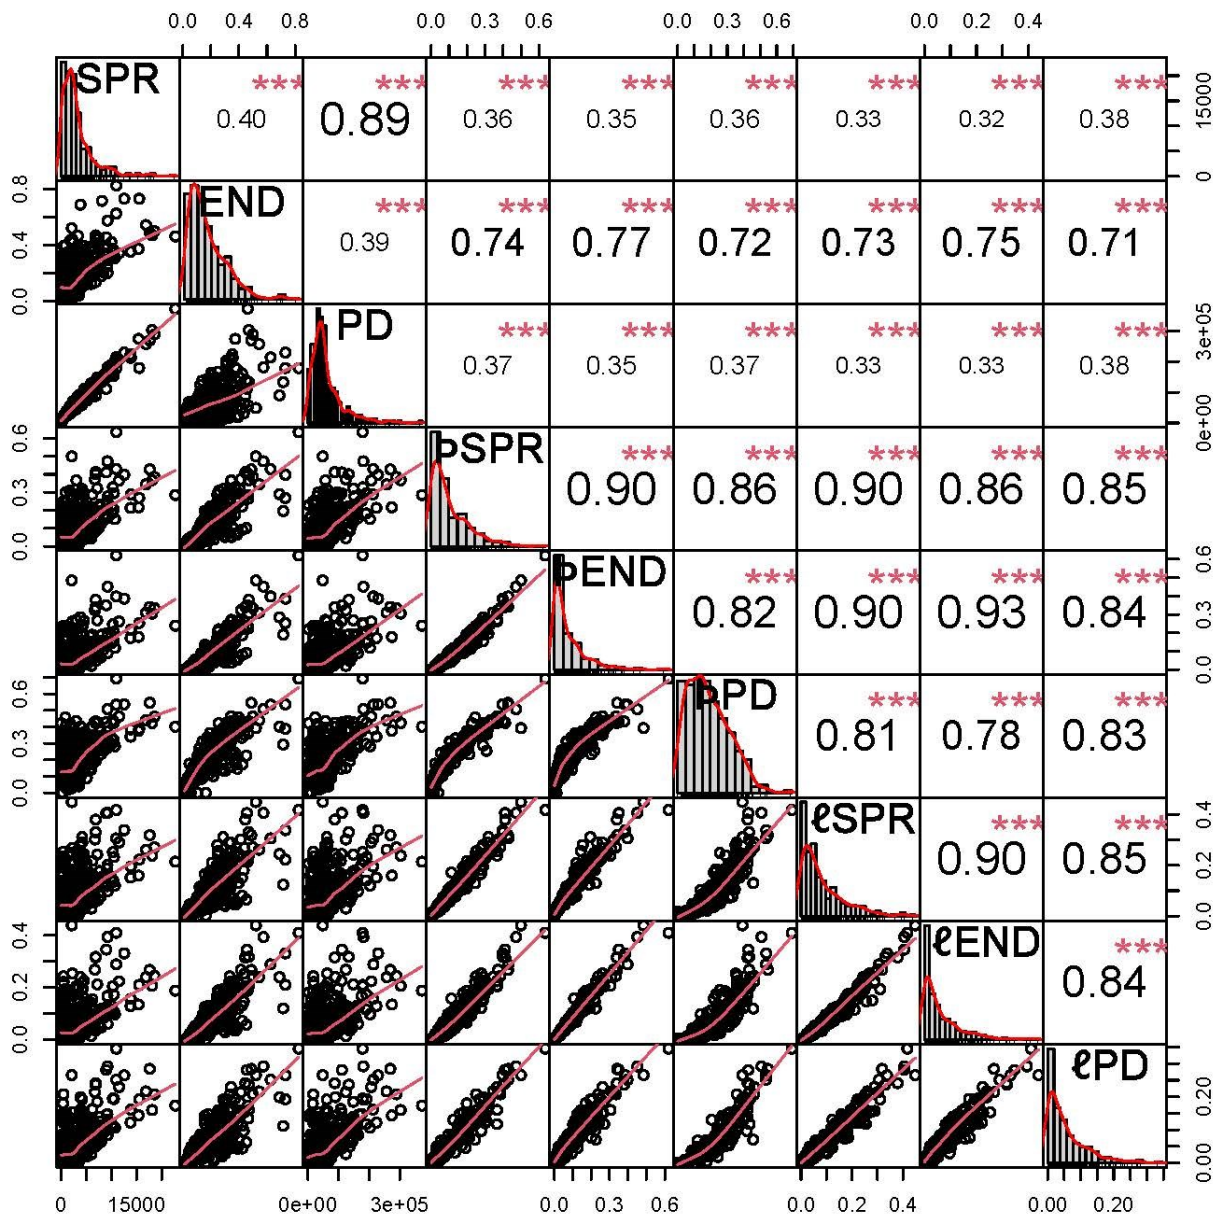 0.0 0.4 0.8 0.0 0.3 0.6 0.0 0.3 0.6 0.0 0.2 0.4
SPR *** 0.40 *** 0.89 *** 0.36 *** 0.35 *** 0.36 *** 0.33 *** 0.32 *** 0.38 0 15000
0.0 0.4 0.8 END *** 0.39 *** 0.74 *** 0.77 *** 0.72 *** 0.73 *** 0.75 *** 0.71
PD *** 0.37 *** 0.35 *** 0.37 *** 0.33 *** 0.33 *** 0.38 0e+00 3e+05
0.0 0.3 0.6 ÞSPR *** 0.90 *** 0.86 *** 0.90 *** 0.86 *** 0.85
ÞEND *** 0.82 *** 0.90 *** 0.93 *** 0.84 0.0 0.3 0.6
0.0 0.3 0.6 ÞPD *** 0.81 *** 0.78 *** 0.83
ℓSPR *** 0.90 *** 0.85 0.0 0.2 0.4
0.0 0.2 0.4 ℓEND *** 0.84
ℓPD 0.00 0.20
0 15000 0e+00 3e+05 0.0 0.3 0.6 0.0 0.2 0.4 0.00 0.20